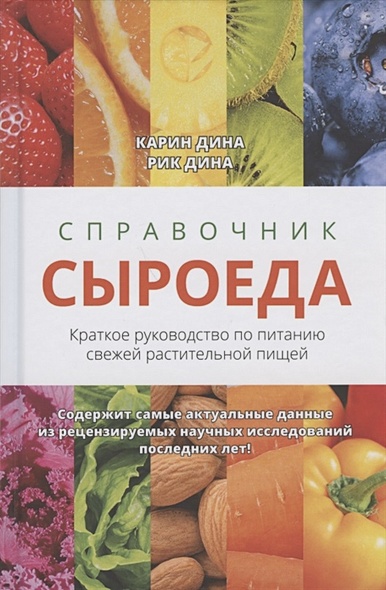 КАРИН ДИНА
РИК ДИНА
СПРАВОЧНИК
СЫРОЕДА
Краткое руководство по питанию
свежей растительной пищей
Содержит самые актуальные данные
из рецензируемых научных исследований
последних лет!